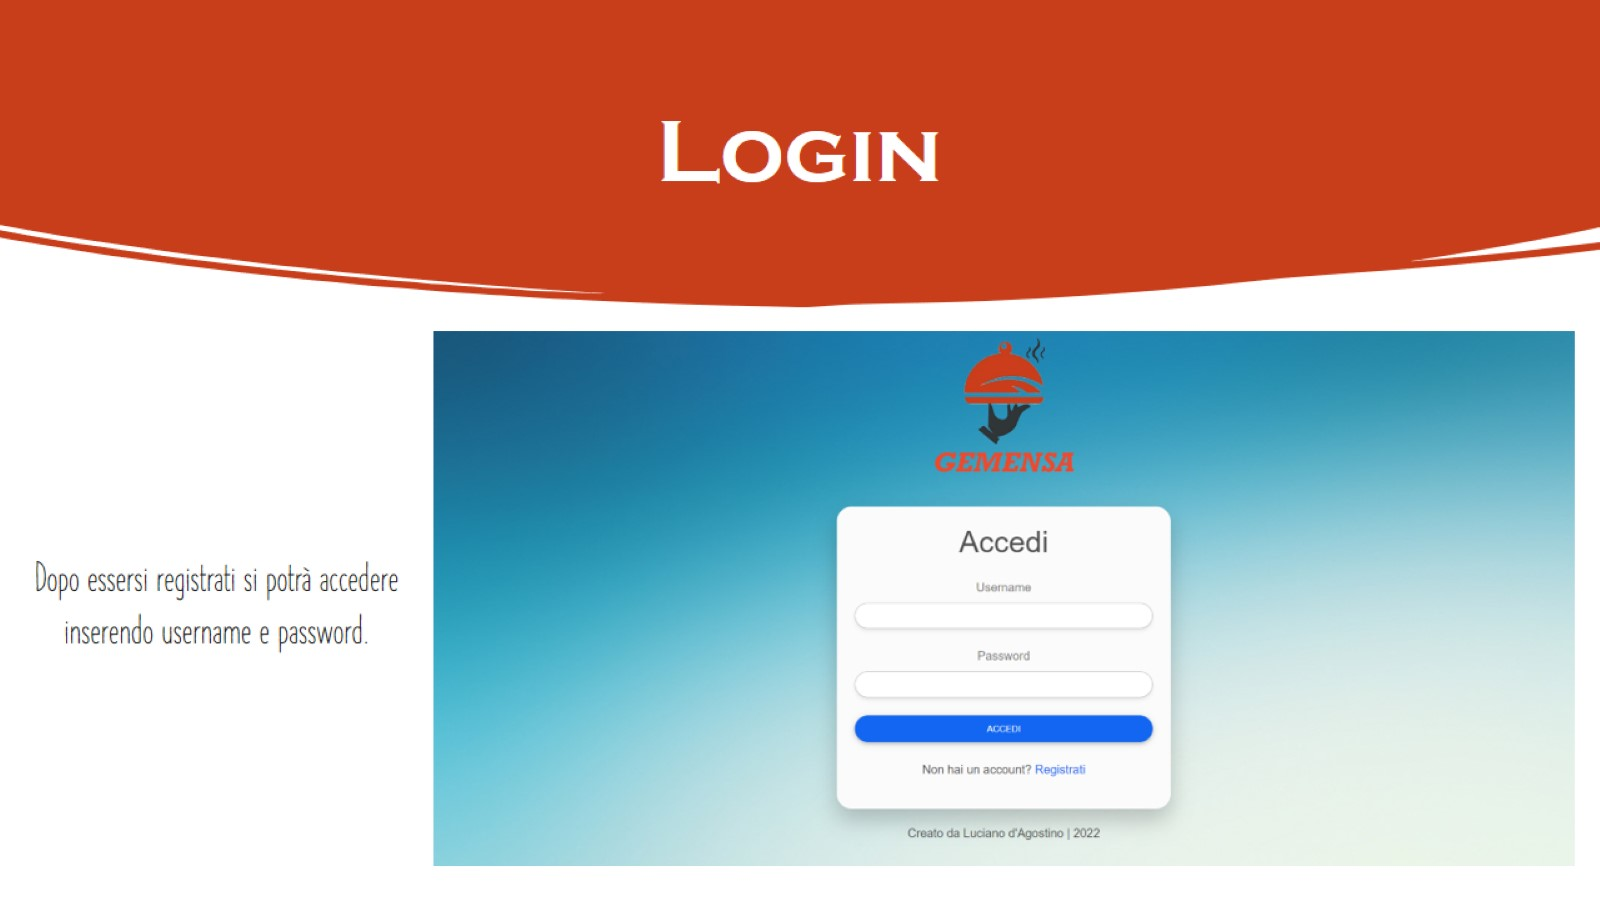 Login
Dopo essersi registrati si potrà accedere
inserendo username e password.
GEMENSA
Accedi
Username
Password
ACCEDI
Non hai un account? Registrati
Creato da Luciano d'Agostino | 2022